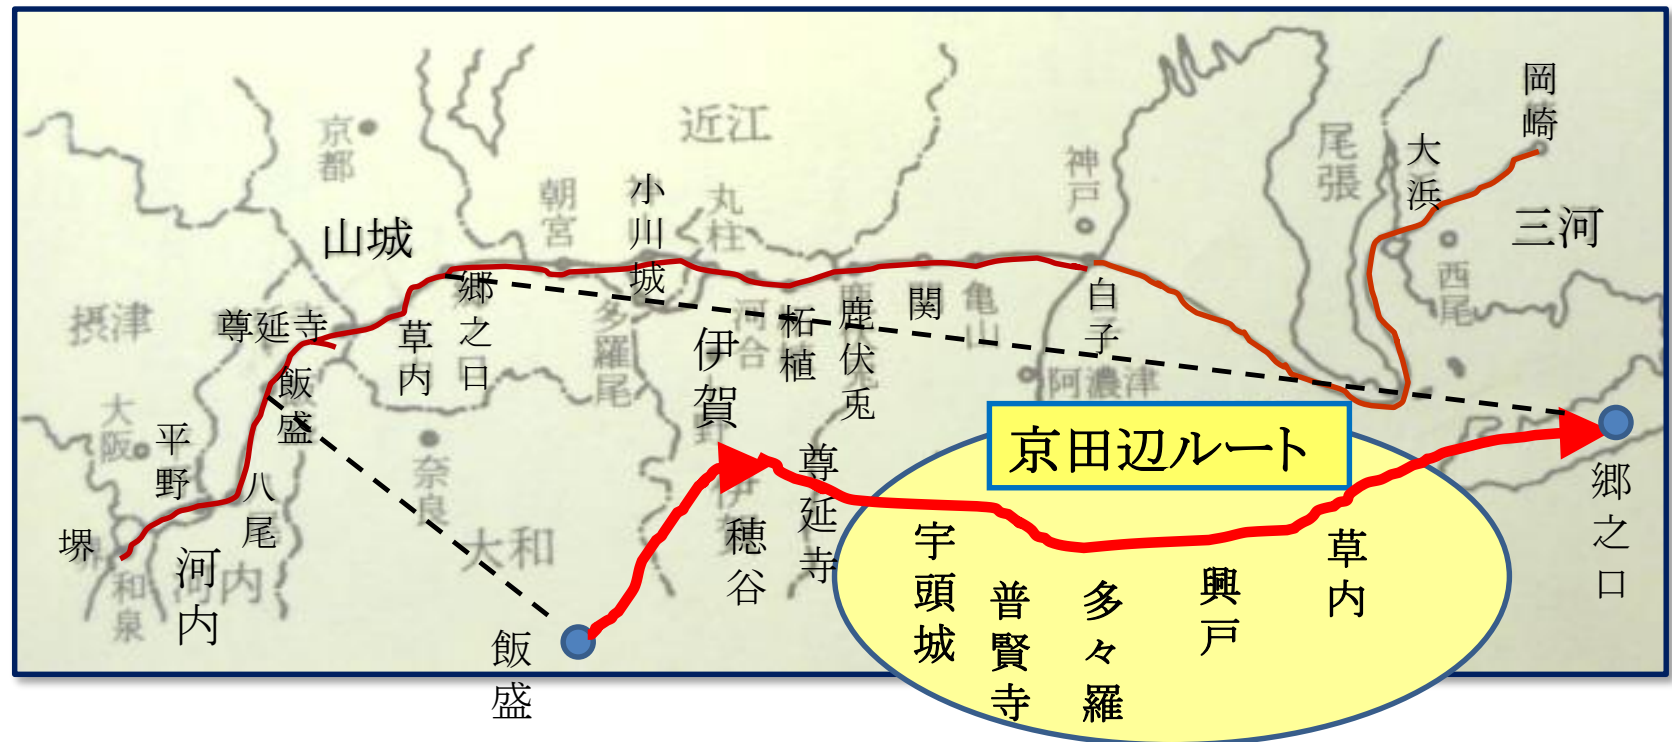 岡崎
近江
京都
尾張
大浜
神戸
小川城
丸柱
朝宮
三河
山城
西尾
郷之口
白子
関
亀山
鹿伏兎
柘植
河合
多羅尾
摂津
尊延寺
草内
伊賀
阿濃津
飯盛
大阪
平野
京田辺ルート
奈良
八尾
尊延寺
郷之口
大和
堺
穂谷
宇頭城
草内
河内
河内
和泉
普賢寺
多々羅
興戸
飯盛